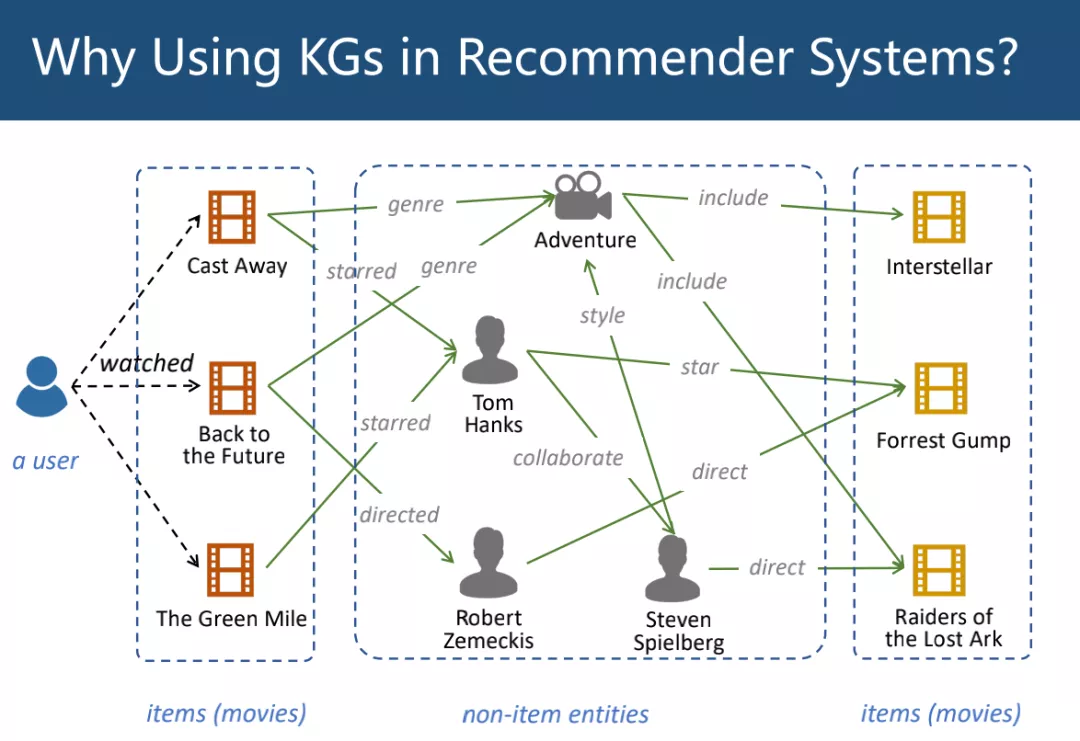 Why Using KGs in Recommender Systems?
genre
include
Adventure
Cast Away
starred
genre
Interstellar
include
style
watched
Tom
Hanks
star
a user
Back to
the Future
starred
Forrest Gump
collaborate
direct
directed
direct
The Green Mile
Robert
Zemeckis
Steven
Spielberg
Raiders of
the Lost Ark
items (movies)
non-item entities
items (movies)